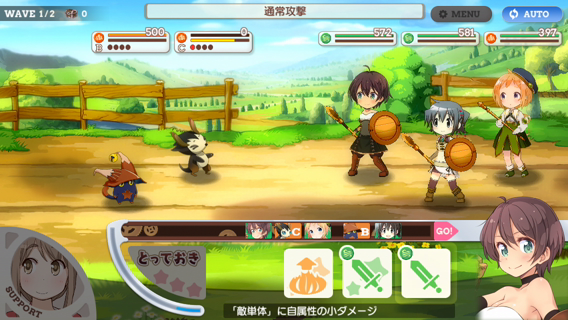 WAVE 1/2 0
通常攻撃
MENU
AUTO
B 500
C 0
572
581
397
C B GO!
SUPPORT
とっておき
「敵単体」に自属性の小ダメージ